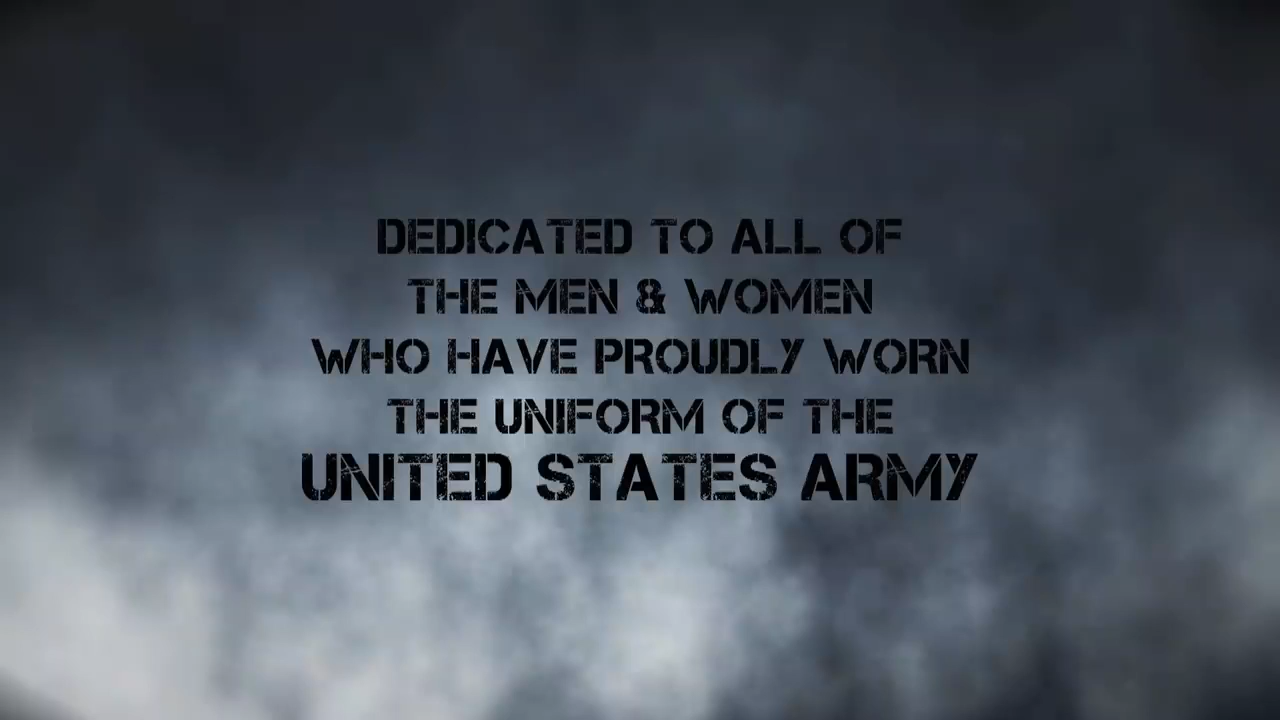 DEDICATED TO ALL OF
THE MEN & WOMEN
WHO HAVE PROUDLY WORN
THE UNIFORM OF THE
UNITED STATES ARMY